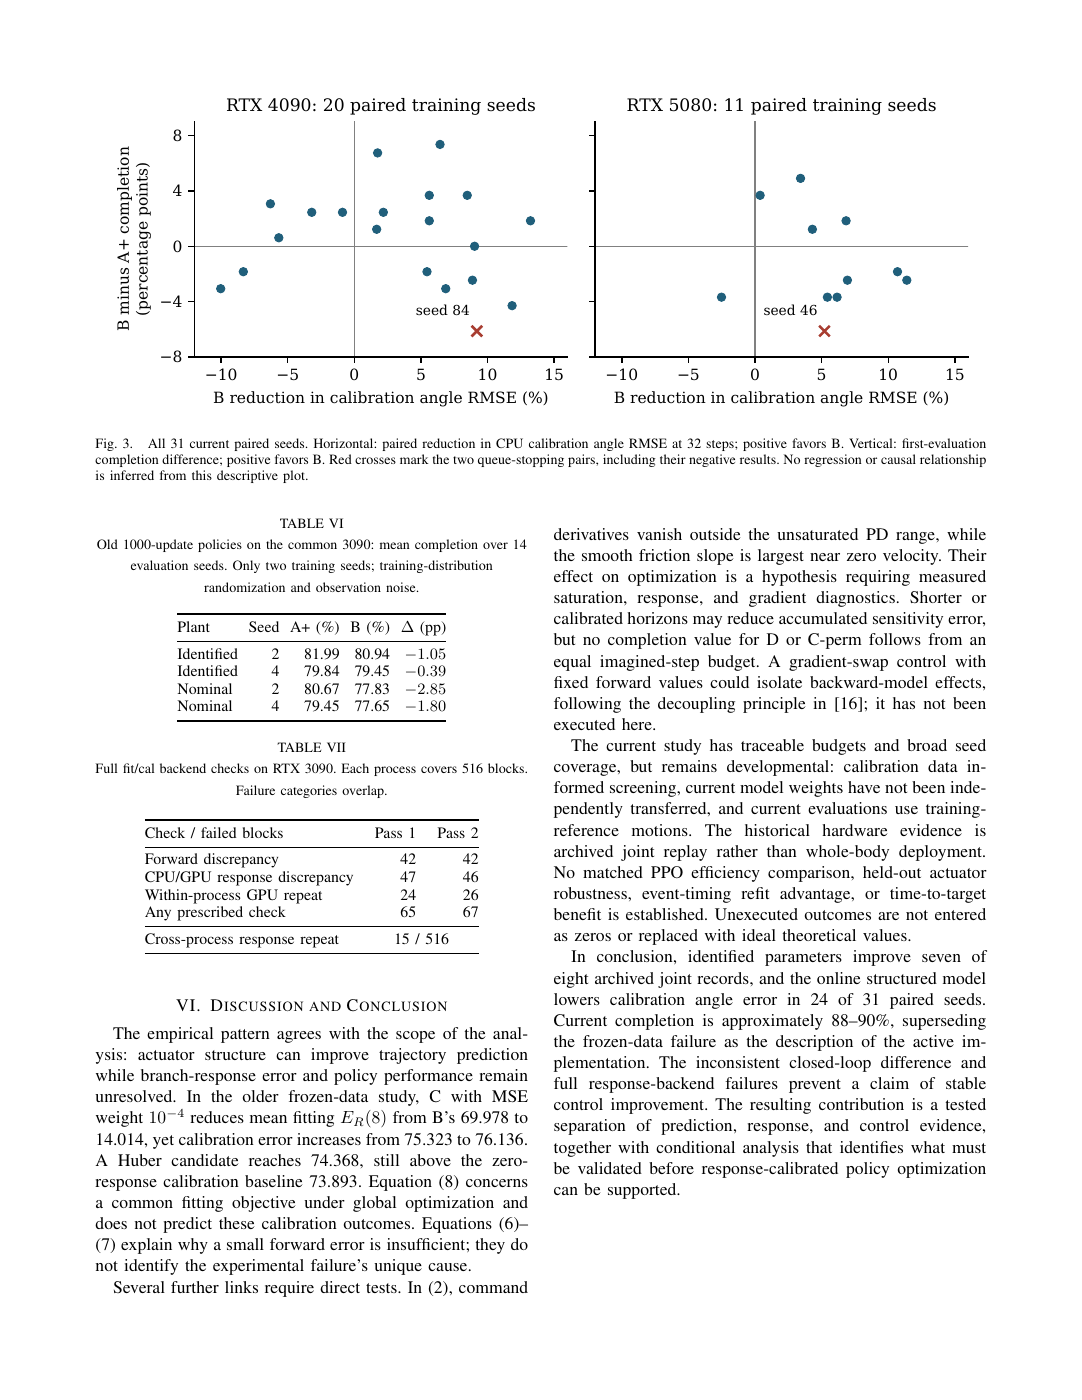 RTX 4090: 20 paired training seeds
RTX 5080: 11 paired training seeds
B minus A+ completion
(percentage points)
8
4
0
−4
−8
seed 84
seed 46
−10 −5 0 5 10 15
−10 −5 0 5 10 15
B reduction in calibration angle RMSE (%)
B reduction in calibration angle RMSE (%)
Fig. 3. All 31 current paired seeds. Horizontal: paired reduction in CPU calibration angle RMSE at 32 steps; positive favors B. Vertical: first-evaluation
completion difference; positive favors B. Red crosses mark the two queue-stopping pairs, including their negative results. No regression or causal relationship
is inferred from this descriptive plot.
TABLE VI
Old 1000-update policies on the common 3090: mean completion over 14
evaluation seeds. Only two training seeds; training-distribution
randomization and observation noise.
Plant Seed A+ (%) B (%) Δ (pp)
Identified 2 81.99 80.94 −1.05
Identified 4 79.84 79.45 −0.39
Nominal 2 80.67 77.83 −2.85
Nominal 4 79.45 77.65 −1.80
TABLE VII
Full fit/cal backend checks on RTX 3090. Each process covers 516 blocks.
Failure categories overlap.
Check / failed blocks Pass 1 Pass 2
Forward discrepancy 42 42
CPU/GPU response discrepancy 47 46
Within-process GPU repeat 24 26
Any prescribed check 65 67
Cross-process response repeat 15 / 516
VI. DISCUSSION AND CONCLUSION
The empirical pattern agrees with the scope of the anal-
ysis: actuator structure can improve trajectory prediction
while branch-response error and policy performance remain
unresolved. In the older frozen-data study, C with MSE
weight 10⁻⁴ reduces mean fitting E_R(8) from B's 69.978 to
14.014, yet calibration error increases from 75.323 to 76.136.
A Huber candidate reaches 74.368, still above the zero-
response calibration baseline 73.893. Equation (8) concerns
a common fitting objective under global optimization and
does not predict these calibration outcomes. Equations (6)–
(7) explain why a small forward error is insufficient; they do
not identify the experimental failure's unique cause.
Several further links require direct tests. In (2), command
derivatives vanish outside the unsaturated PD range, while
the smooth friction slope is largest near zero velocity. Their
effect on optimization is a hypothesis requiring measured
saturation, response, and gradient diagnostics. Shorter or
calibrated horizons may reduce accumulated sensitivity error,
but no completion value for D or C-perm follows from an
equal imagined-step budget. A gradient-swap control with
fixed forward values could isolate backward-model effects,
following the decoupling principle in [16]; it has not been
executed here.
The current study has traceable budgets and broad seed
coverage, but remains developmental: calibration data in-
formed screening, current model weights have not been inde-
pendently transferred, and current evaluations use training-
reference motions. The historical hardware evidence is
archived joint replay rather than whole-body deployment.
No matched PPO efficiency comparison, held-out actuator
robustness, event-timing refit advantage, or time-to-target
benefit is established. Unexecuted outcomes are not entered
as zeros or replaced with ideal theoretical values.
In conclusion, identified parameters improve seven of
eight archived joint records, and the online structured model
lowers calibration angle error in 24 of 31 paired seeds.
Current completion is approximately 88–90%, superseding
the frozen-data failure as the description of the active im-
plementation. The inconsistent closed-loop difference and
full response-backend failures prevent a claim of stable
control improvement. The resulting contribution is a tested
separation of prediction, response, and control evidence,
together with conditional analysis that identifies what must
be validated before response-calibrated policy optimization
can be supported.